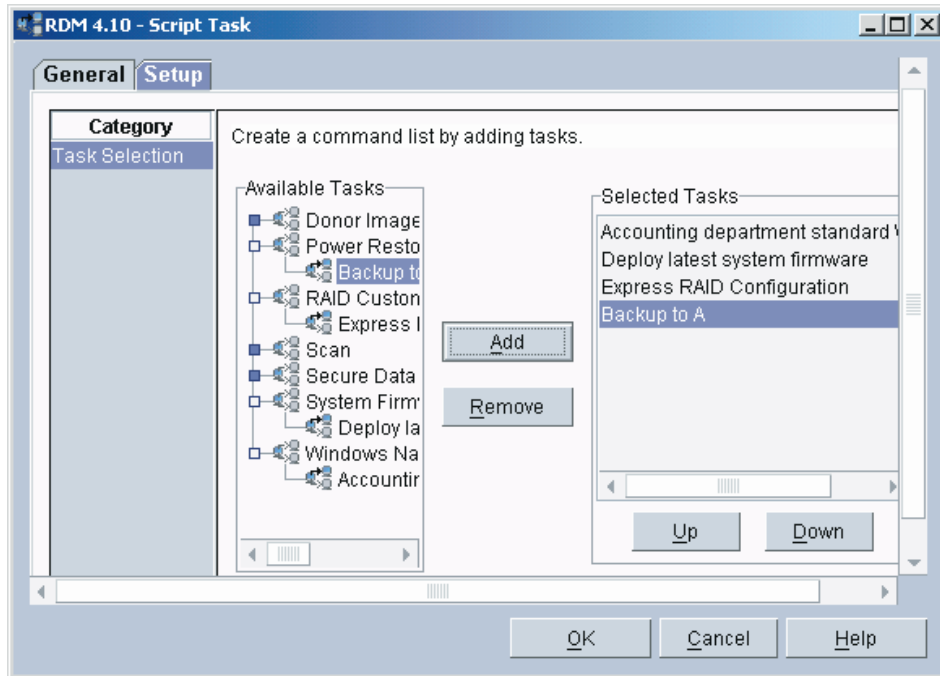 RDM 4.10 - Script Task
General
Setup
Category
Task Selection
Create a command list by adding tasks.
Available Tasks
Donor Image
Power Resto
Backup to
RAID Custon
Express I
Scan
Secure Data
System Firm
Deploy la
Windows Na
Accountin
Add
Remove
Selected Tasks
Accounting department standard
Deploy latest system firmware
Express RAID Configuration
Backup to A
Up
Down
OK
Cancel
Help